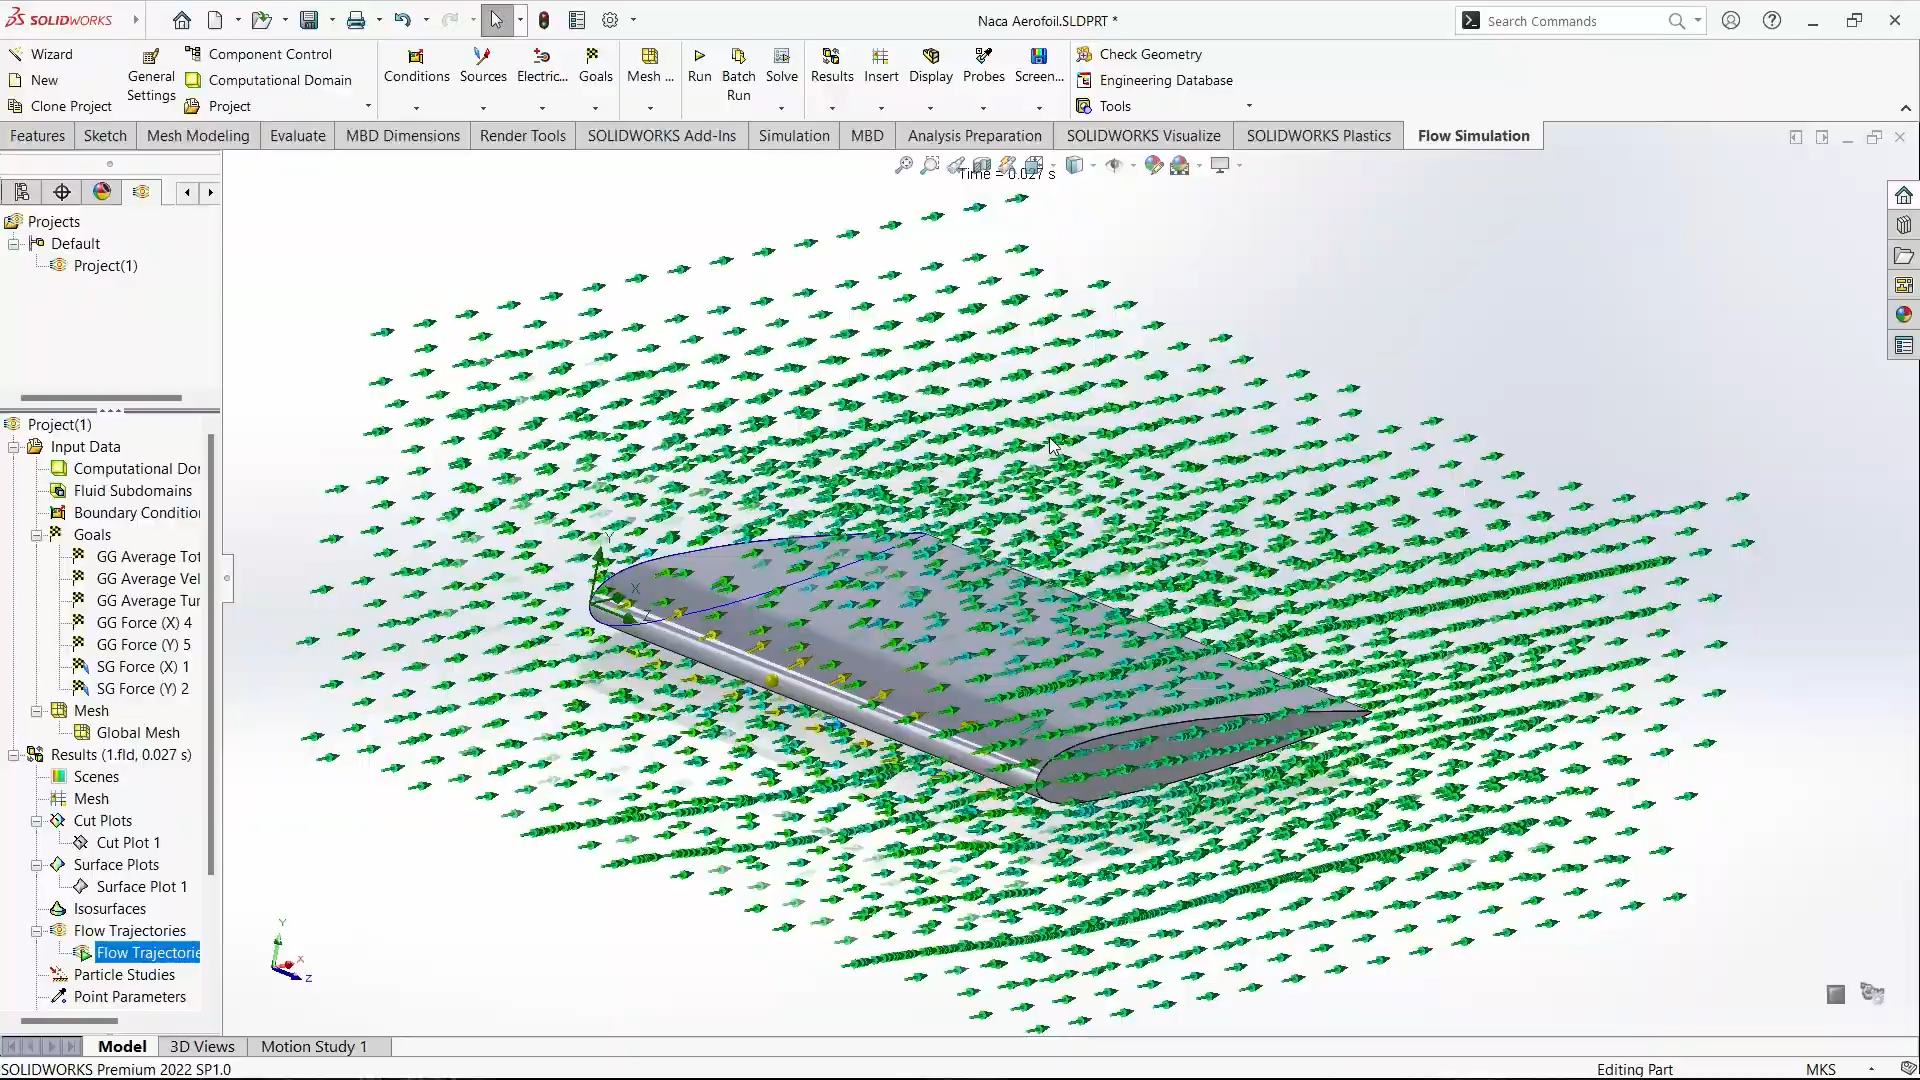 SOLIDWORKS
Naca Aerofoil.SLDPRT *
Search Commands
Wizard
New
Clone Project
General Settings
Component Control
Computational Domain
Project
Conditions
Sources
Electric...
Goals
Mesh ...
Run
Batch Run
Solve
Results
Insert
Display
Probes
Screen...
Check Geometry
Engineering Database
Tools
Features
Sketch
Mesh Modeling
Evaluate
MBD Dimensions
Render Tools
SOLIDWORKS Add-Ins
Simulation
MBD
Analysis Preparation
SOLIDWORKS Visualize
SOLIDWORKS Plastics
Flow Simulation
Time = 0.027 s
Projects
Default
Project(1)
Project(1)
Input Data
Computational Dor
Fluid Subdomains
Boundary Conditio
Goals
GG Average Tot
GG Average Vel
GG Average Tur
GG Force (X) 4
GG Force (Y) 5
SG Force (X) 1
SG Force (Y) 2
Mesh
Global Mesh
Results (1.fld, 0.027 s)
Scenes
Mesh
Cut Plots
Cut Plot 1
Surface Plots
Surface Plot 1
Isosurfaces
Flow Trajectories
Flow Trajectorie
Particle Studies
Point Parameters
Y
X
Z
Y
X
Z
Model
3D Views
Motion Study 1
SOLIDWORKS Premium 2022 SP1.0
Editing Part
MKS